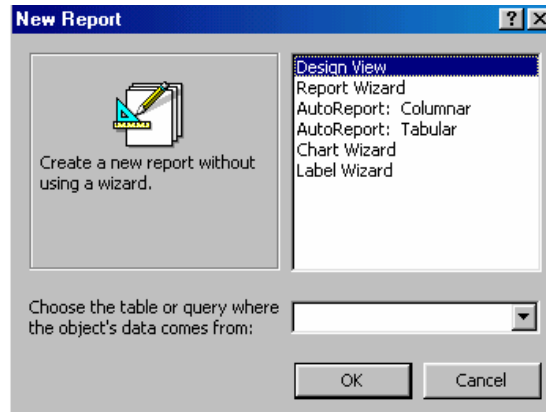 New Report
Design View
Report Wizard
AutoReport: Columnar
AutoReport: Tabular
Chart Wizard
Label Wizard
Create a new report without
using a wizard.
Choose the table or query where
the object's data comes from:
OK
Cancel